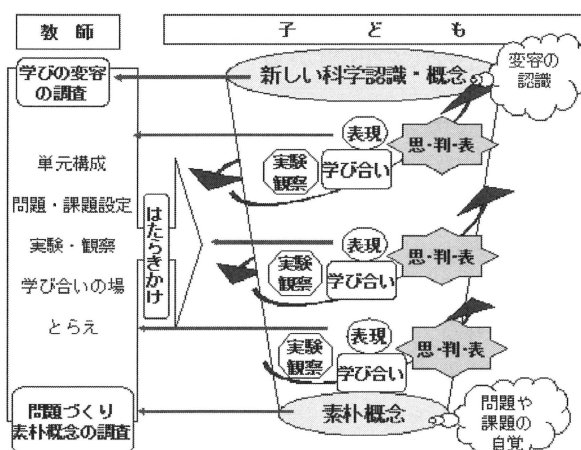 教師
子ども
学びの変容
の調査
新しい科学認識・概念
変容の
認識
表現
思・判・表
実験
観察
学び合い
単元構成
問題・課題設定
実験・観察
学び合いの場
とらえ
はたらきかけ
表現
思・判・表
実験
観察
学び合い
表現
思・判・表
実験
観察
学び合い
問題づくり
素朴概念の調査
素朴概念
問題や
課題の
自覚